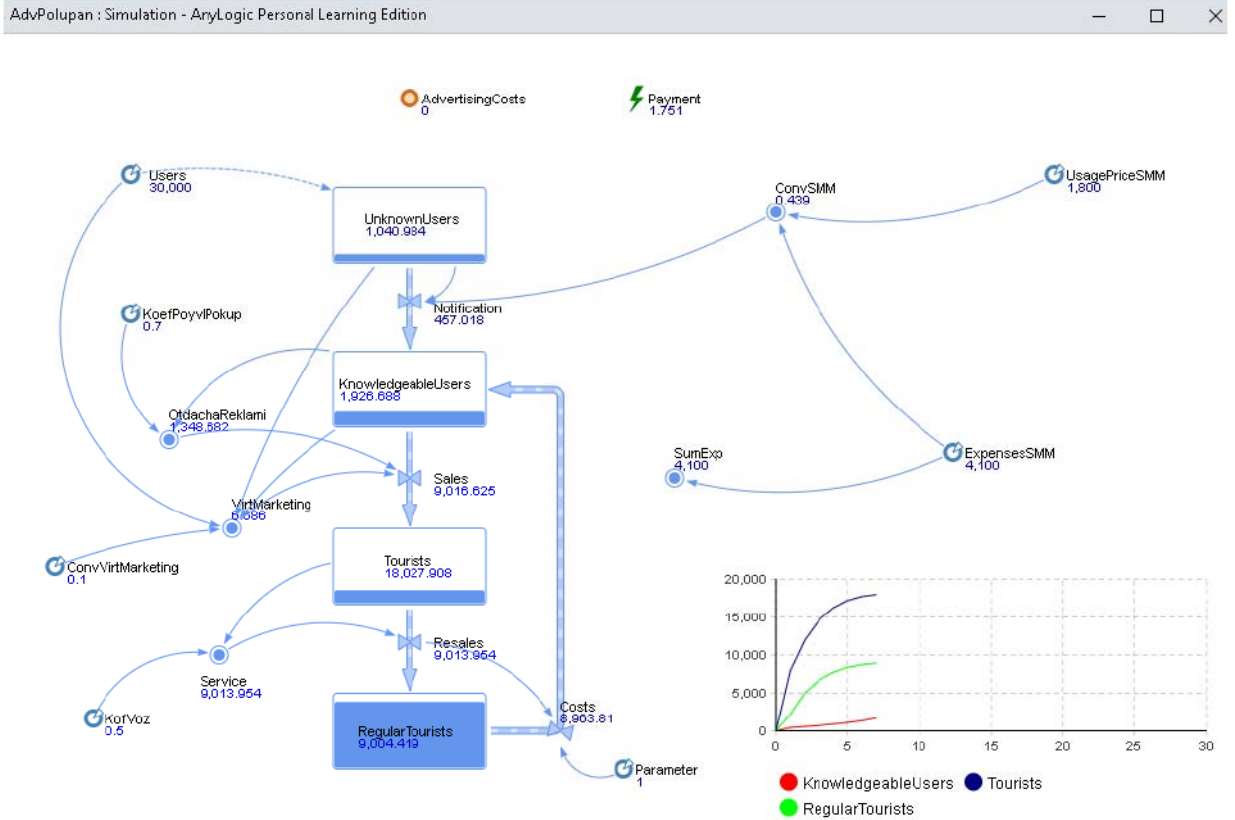 AdvPolupan : Simulation - AnyLogic Personal Learning Edition
AdvertisingCosts
0
Payment
1.751
Users
30,000
UsagePriceSMM
1,800
ConvSMM
0.439
UnknownUsers
1,040.984
KoefPoyvlPokup
0.7
Notification
457.018
KnowledgeableUsers
1,926.688
OtdachaReklami
1,348.682
SumExp
4,100
ExpensesSMM
4,100
Sales
9,016.625
VirtMarketing
6.686
ConvVirtMarketing
0.1
Tourists
18,027.908
Resales
9,013.954
Service
9,013.954
KofVoz
0.5
RegularTourists
9,004.419
Costs
8,903.81
Parameter
1
20,000
15,000
10,000
5,000
0
0 5 10 15 20 25 30
KnowledgeableUsers Tourists
RegularTourists